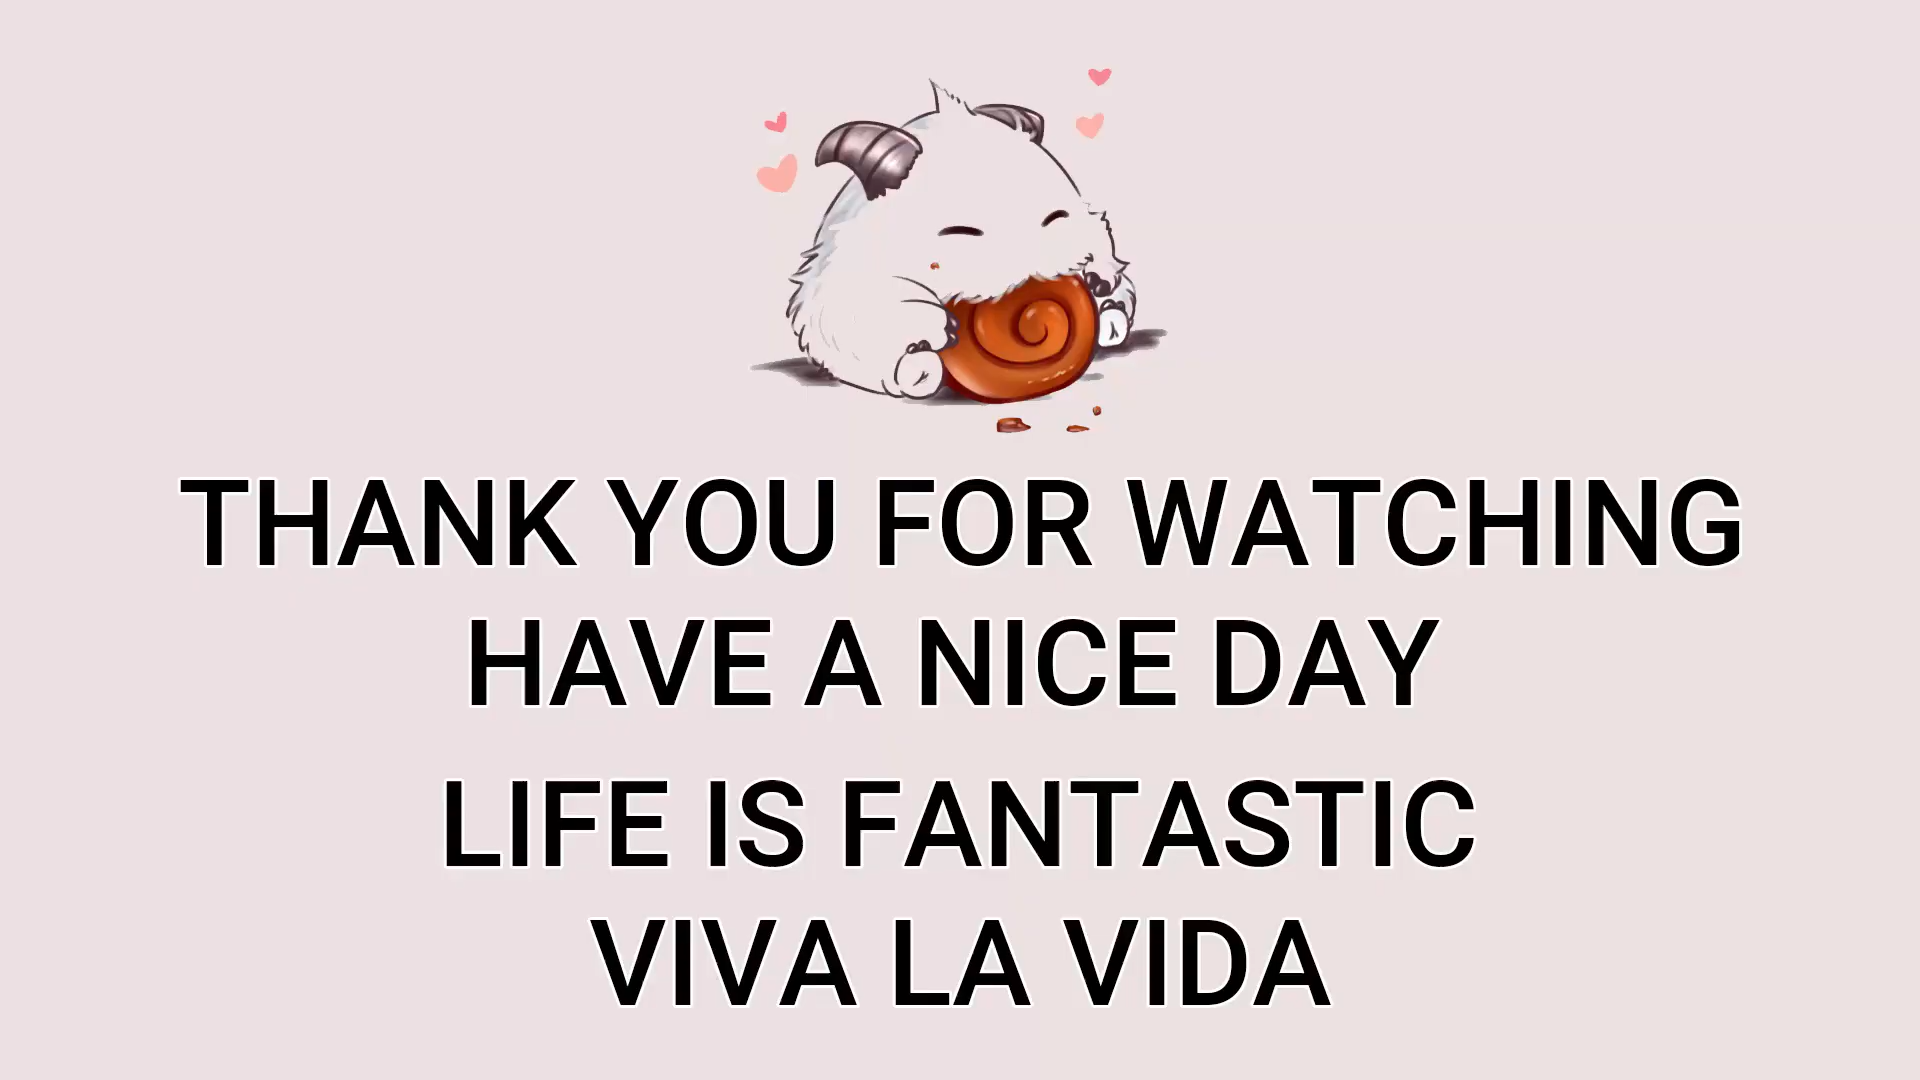 THANK YOU FOR WATCHING
HAVE A NICE DAY
LIFE IS FANTASTIC
VIVA LA VIDA